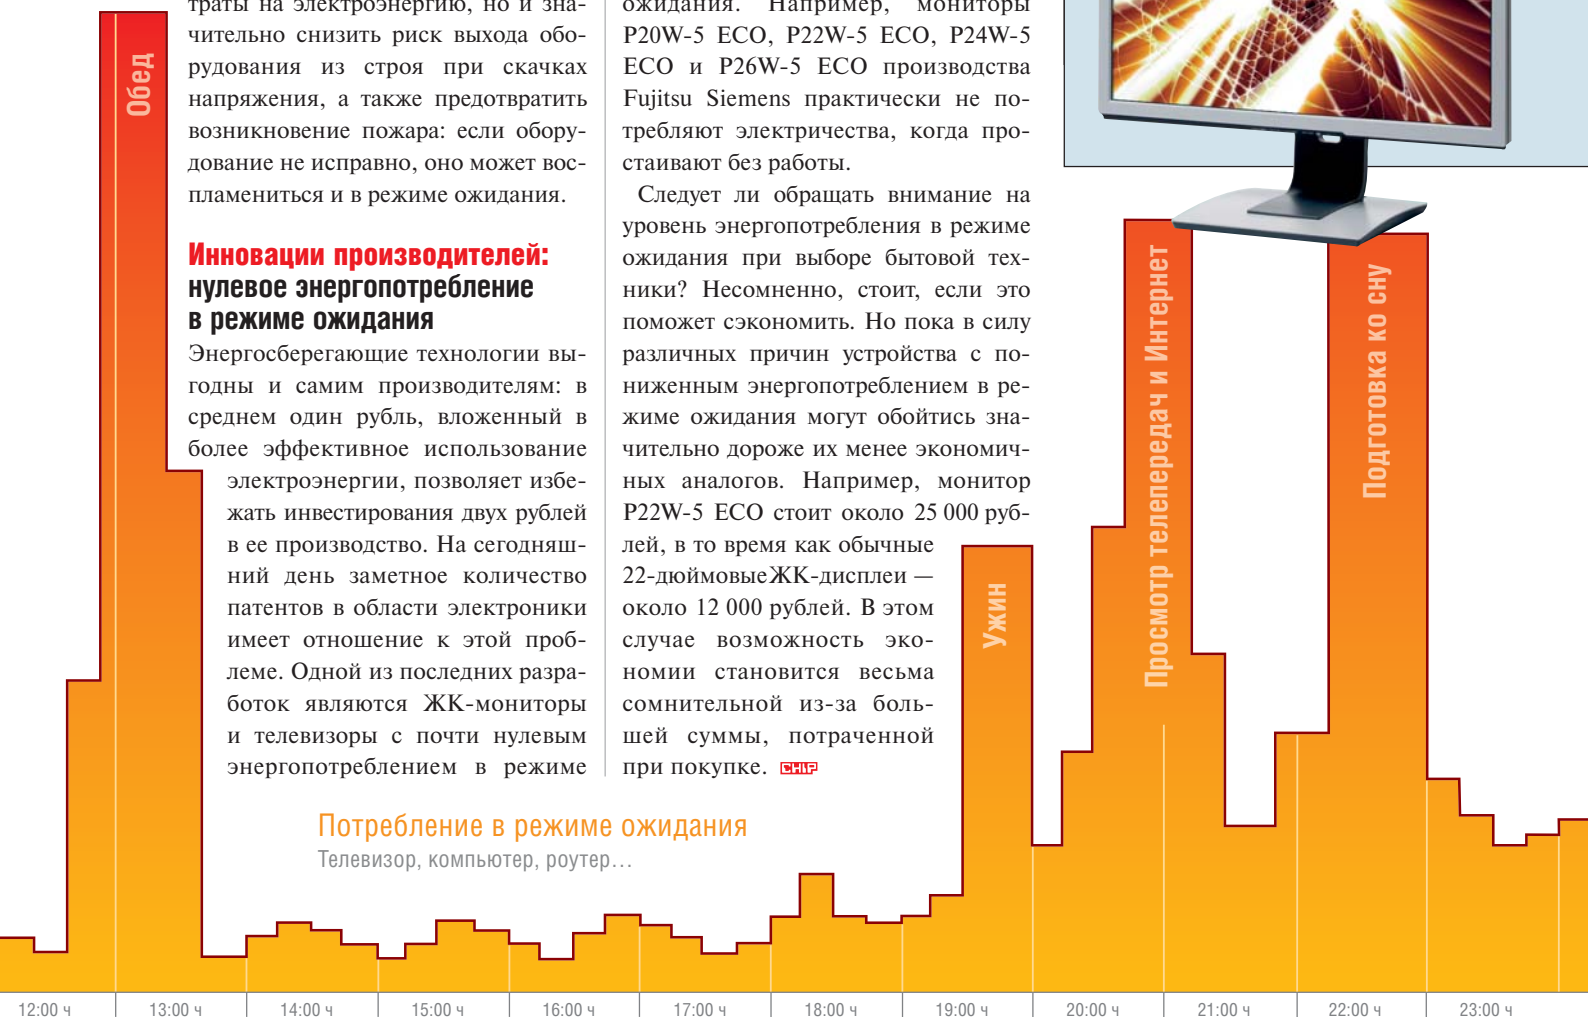 траты на электроэнергию, но и зна-
чительно снизить риск выхода обо-
рудования из строя при скачках
напряжения, а также предотвратить
возникновение пожара: если обору-
дование не исправно, оно может вос-
пламениться и в режиме ожидания.
Инновации производителей:
нулевое энергопотребление
в режиме ожидания
Энергосберегающие технологии вы-
годны и самим производителям: в
среднем один рубль, вложенный в
более эффективное использование
электроэнергии, позволяет избе-
жать инвестирования двух рублей
в ее производство. На сегодняш-
ний день заметное количество
патентов в области электроники
имеет отношение к этой проб-
леме. Одной из последних разра-
боток являются ЖК-мониторы
и телевизоры с почти нулевым
энергопотреблением в режиме
ожидания. Например, мониторы
P20W-5 ECO, P22W-5 ECO, P24W-5
ECO и P26W-5 ECO производства
Fujitsu Siemens практически не по-
требляют электричества, когда про-
стаивают без работы.
Следует ли обращать внимание на
уровень энергопотребления в режиме
ожидания при выборе бытовой тех-
ники? Несомненно, стоит, если это
поможет сэкономить. Но пока в силу
различных причин устройства с по-
ниженным энергопотреблением в ре-
жиме ожидания могут обойтись зна-
чительно дороже их менее экономич-
ных аналогов. Например, монитор
P22W-5 ECO стоит около 25 000 руб-
лей, в то время как обычные
22-дюймовые ЖК-дисплеи —
около 12 000 рублей. В этом
случае возможность эко-
номии становится весьма
сомнительной из-за боль-
шей суммы, потраченной
при покупке. CHIP
Обед
Ужин
Просмотр телепередач и Интернет
Подготовка ко сну
Потребление в режиме ожидания
Телевизор, компьютер, роутер...
12:00 ч 13:00 ч 14:00 ч 15:00 ч 16:00 ч 17:00 ч 18:00 ч 19:00 ч 20:00 ч 21:00 ч 22:00 ч 23:00 ч